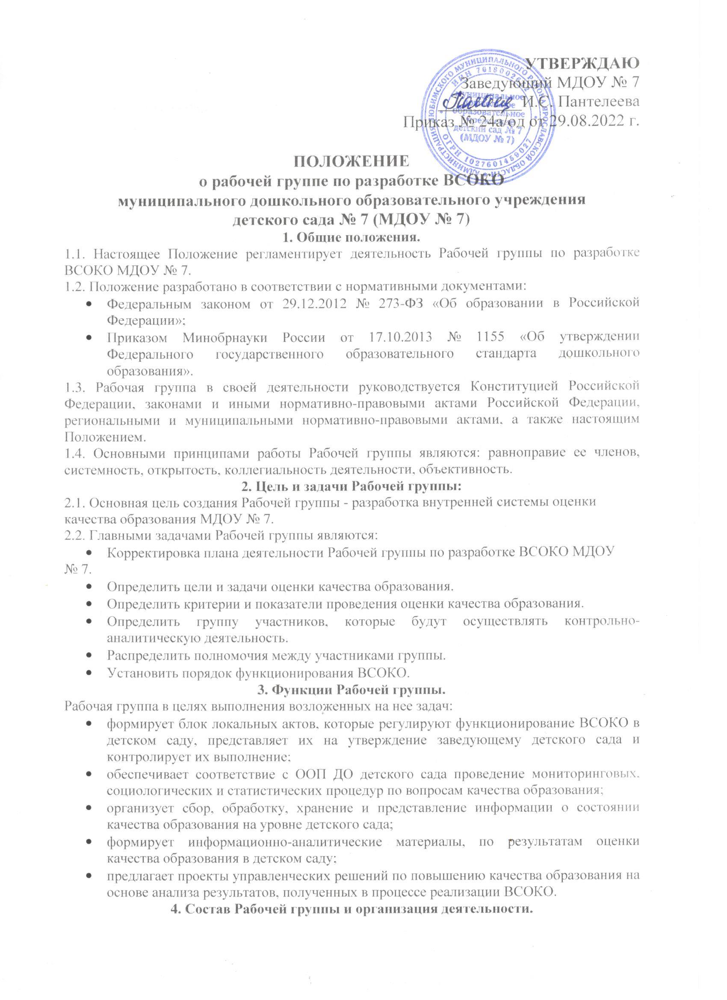 УТВЕРЖДАЮ
Заведующий МДОУ № 7
И.С. Пантелеева
Приказ № 24а/од от 29.08.2022 г.
АДМИНИСТРАЦИЯ ЛЮБИМСКОГО МУНИЦИПАЛЬНОГО РАЙОНА ЯРОСЛАВСКОЙ ОБЛАСТИ
ИНН
ОГРН 1027601459027
муниципальное
образовательное
детский сад № 7
(МДОУ № 7)
ПОЛОЖЕНИЕ
о рабочей группе по разработке ВСОКО
муниципального дошкольного образовательного учреждения
детского сада № 7 (МДОУ № 7)
1. Общие положения.
1.1. Настоящее Положение регламентирует деятельность Рабочей группы по разработке
ВСОКО МДОУ № 7.
1.2. Положение разработано в соответствии с нормативными документами:
• Федеральным законом от 29.12.2012 № 273-ФЗ «Об образовании в Российской
Федерации»;
• Приказом Минобрнауки России от 17.10.2013 № 1155 «Об утверждении
Федерального государственного образовательного стандарта дошкольного
образования».
1.3. Рабочая группа в своей деятельности руководствуется Конституцией Российской
Федерации, законами и иными нормативно-правовыми актами Российской Федерации,
региональными и муниципальными нормативно-правовыми актами, а также настоящим
Положением.
1.4. Основными принципами работы Рабочей группы являются: равноправие ее членов,
системность, открытость, коллегиальность деятельности, объективность.
2. Цель и задачи Рабочей группы:
2.1. Основная цель создания Рабочей группы - разработка внутренней системы оценки
качества образования МДОУ № 7.
2.2. Главными задачами Рабочей группы являются:
• Корректировка плана деятельности Рабочей группы по разработке ВСОКО МДОУ
№ 7.
• Определить цели и задачи оценки качества образования.
• Определить критерии и показатели проведения оценки качества образования.
• Определить группу участников, которые будут осуществлять контрольно-
аналитическую деятельность.
• Распределить полномочия между участниками группы.
• Установить порядок функционирования ВСОКО.
3. Функции Рабочей группы.
Рабочая группа в целях выполнения возложенных на нее задач:
• формирует блок локальных актов, которые регулируют функционирование ВСОКО в
детском саду, представляет их на утверждение заведующему детского сада и
контролирует их выполнение;
• обеспечивает соответствие с ООП ДО детского сада проведение мониторинговых,
социологических и статистических процедур по вопросам качества образования;
• организует сбор, обработку, хранение и представление информации о состоянии
качества образования на уровне детского сада;
• формирует информационно-аналитические материалы, по результатам оценки
качества образования в детском саду;
• предлагает проекты управленческих решений по повышению качества образования на
основе анализа результатов, полученных в процессе реализации ВСОКО.
4. Состав Рабочей группы и организация деятельности.